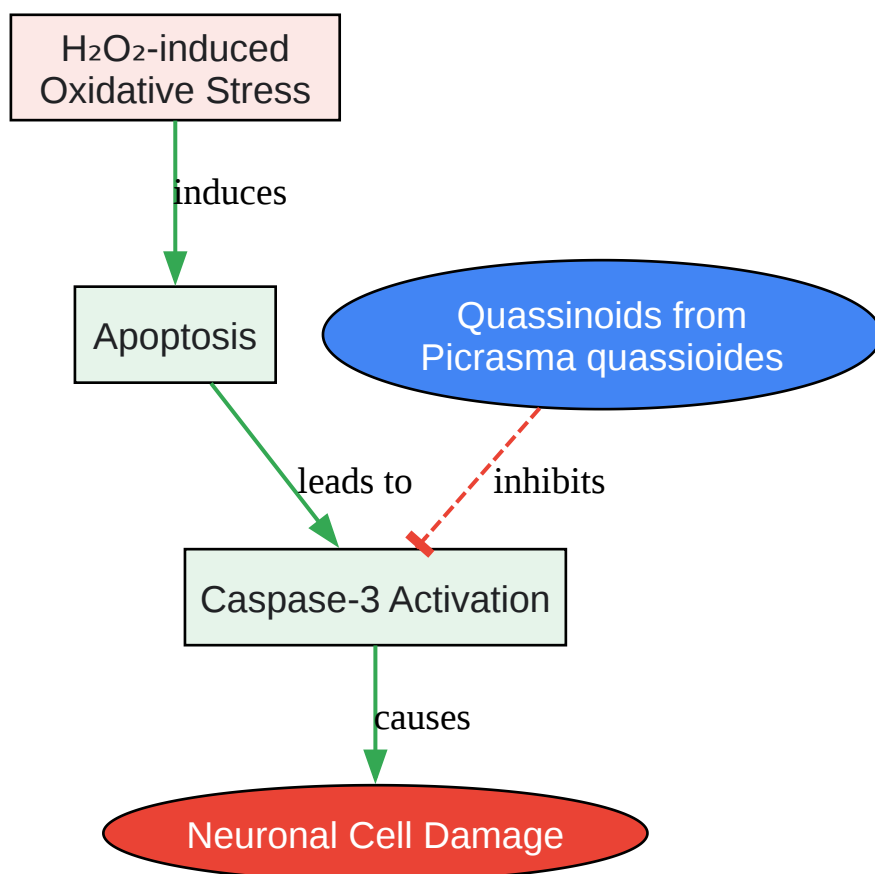 H₂O₂-induced
Oxidative Stress
induces
Apoptosis
Quassinoids from
Picrasma quassioides
leads to
inhibits
Caspase-3 Activation
causes
Neuronal Cell Damage